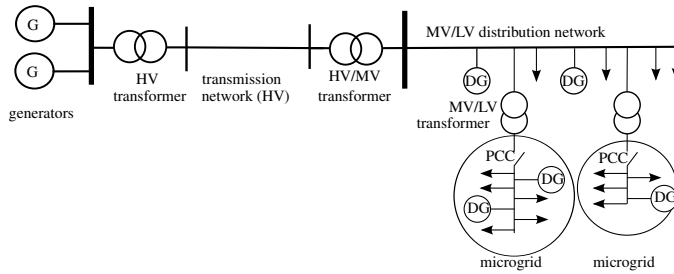 G
G
generators
HV
transformer
transmission
network (HV)
HV/MV
transformer
MV/LV distribution network
DG
DG
MV/LV
transformer
PCC
DG
DG
microgrid
PCC
DG
microgrid